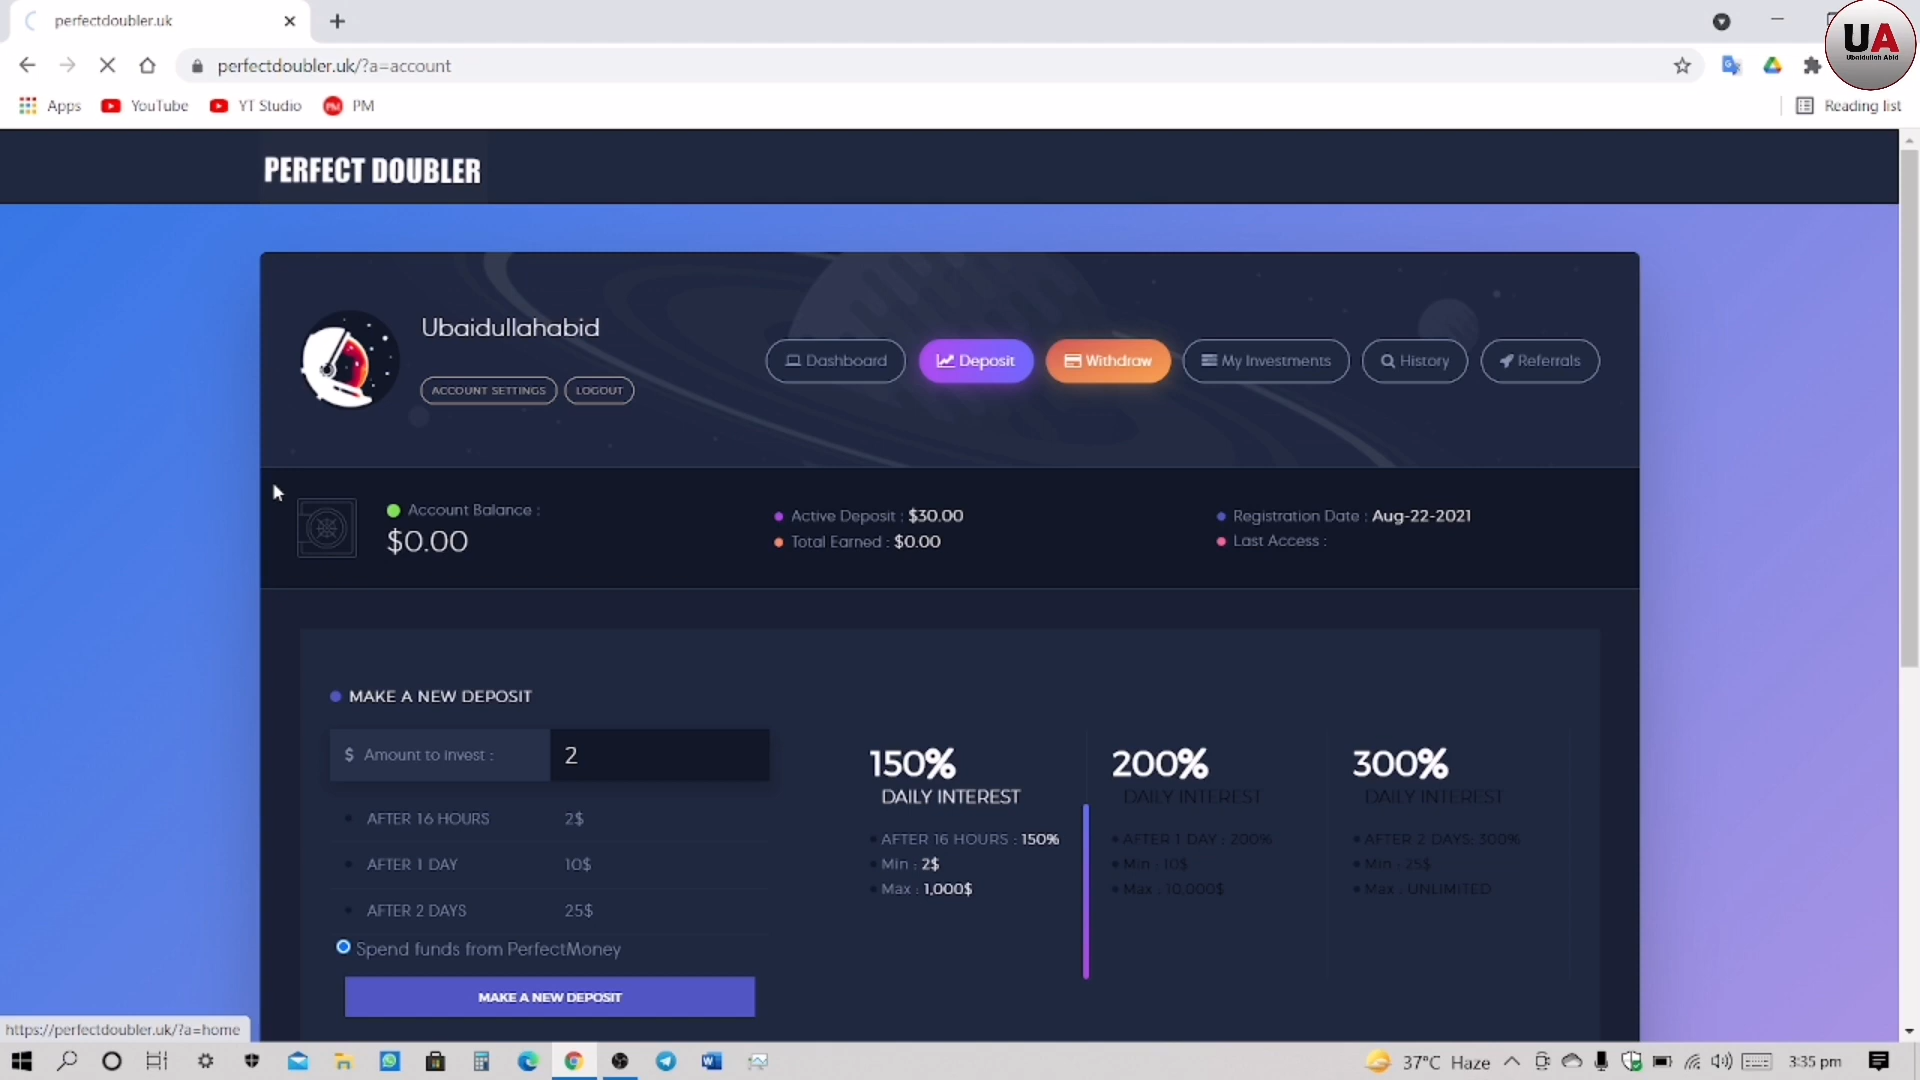 perfectdoubler.uk
UA
Ubaidullah Abid
perfectdoubler.uk/?a=account
Apps YouTube YT Studio PM PM Reading list
PERFECT DOUBLER
Ubaidullahabid
ACCOUNT SETTINGS LOGOUT
Dashboard Deposit Withdraw My Investments History Referrals
Account Balance :
$0.00
Active Deposit : $30.00
Total Earned : $0.00
Registration Date : Aug-22-2021
Last Access :
MAKE A NEW DEPOSIT
$ Amount to invest : 2
AFTER 16 HOURS 2$
AFTER 1 DAY 10$
AFTER 2 DAYS 25$
Spend funds from PerfectMoney
MAKE A NEW DEPOSIT
150%
DAILY INTEREST
AFTER 16 HOURS : 150%
Min : 2$
Max : 1,000$
200%
DAILY INTEREST
AFTER 1 DAY : 200%
Min : 10$
Max : 10,000$
300%
DAILY INTEREST
AFTER 2 DAYS: 300%
Min : 25$
Max : UNLIMITED
https://perfectdoubler.uk/?a=home
37°C Haze 3:35 pm